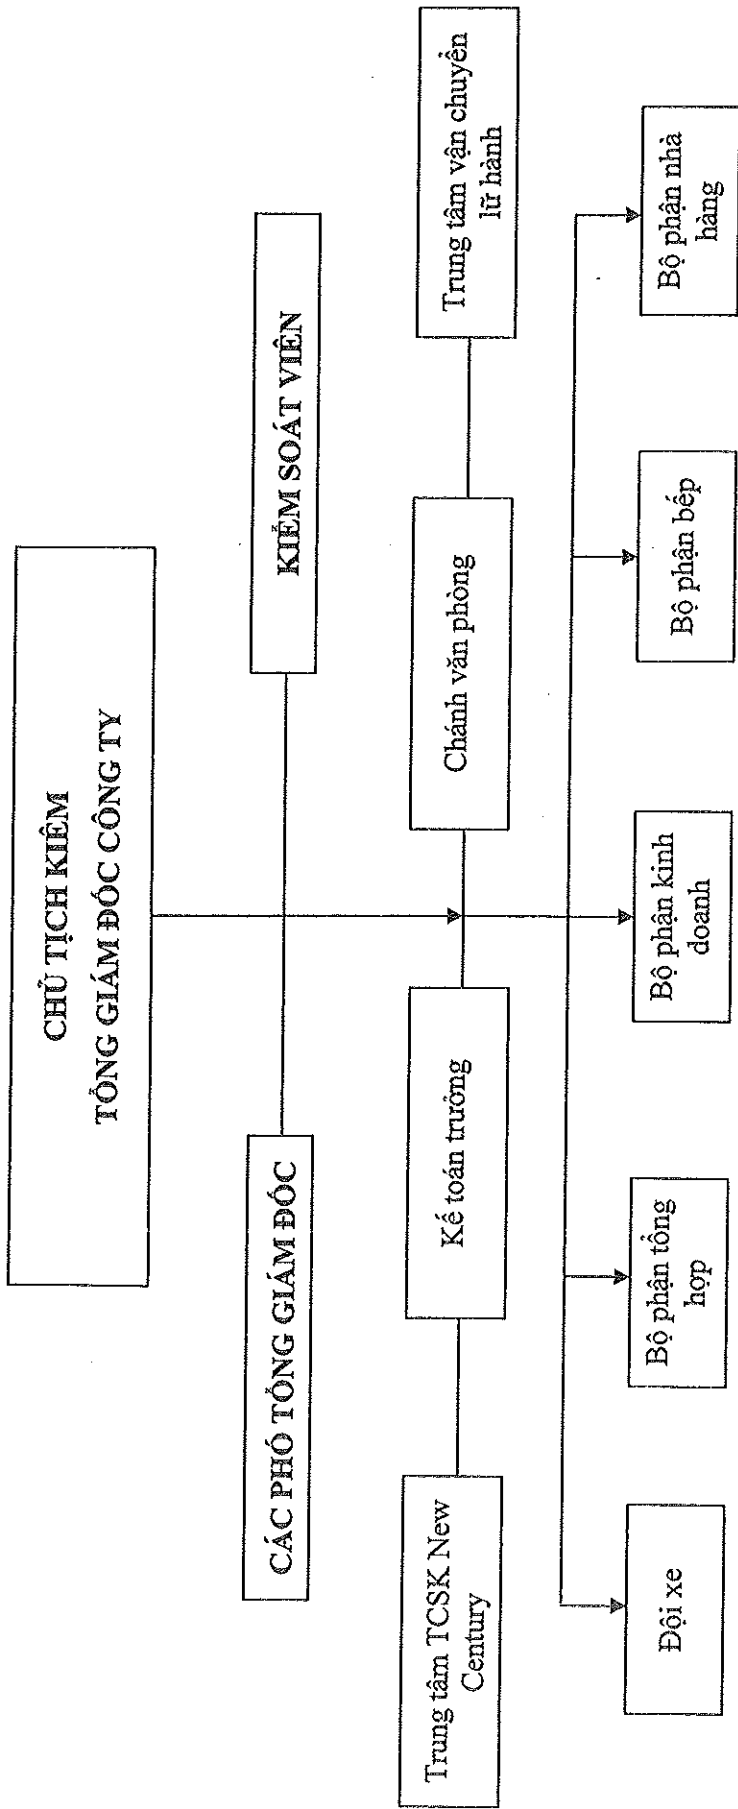 CHỦ TỊCH KIÊM
TỔNG GIÁM ĐỐC CÔNG TY
CÁC PHÓ TỔNG GIÁM ĐỐC
KIỂM SOÁT VIÊN
Trung tâm TCSK New
Century
Kế toán trưởng
Chánh văn phòng
Trung tâm vận chuyển
lữ hành
Đội xe
Bộ phận tổng
hợp
Bộ phận kinh
doanh
Bộ phận bếp
Bộ phận nhà
hàng